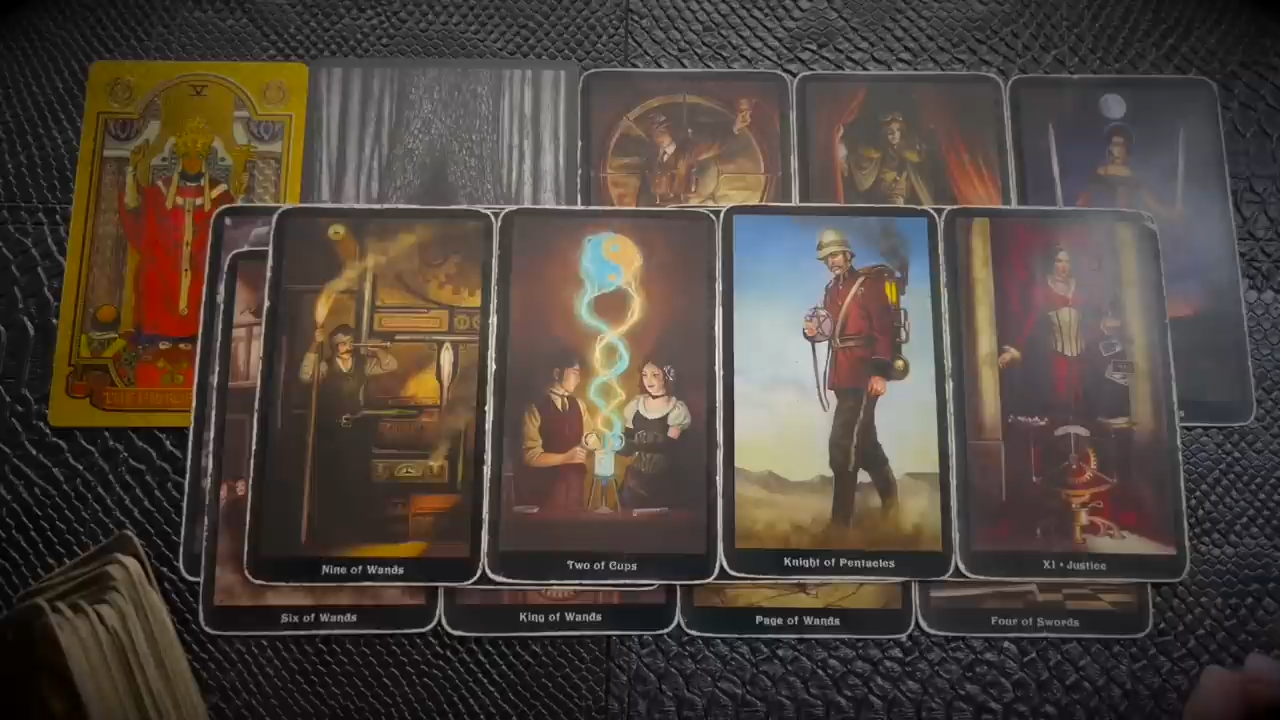 V
Nine of Wands
Two of Cups
Knight of Pentacles
XI • Justice
Six of Wands
King of Wands
Page of Wands
Four of Swords